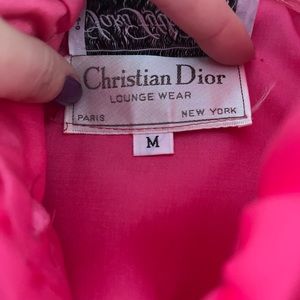 Christian Dior
LOUNGE WEAR
PARIS NEW YORK
M